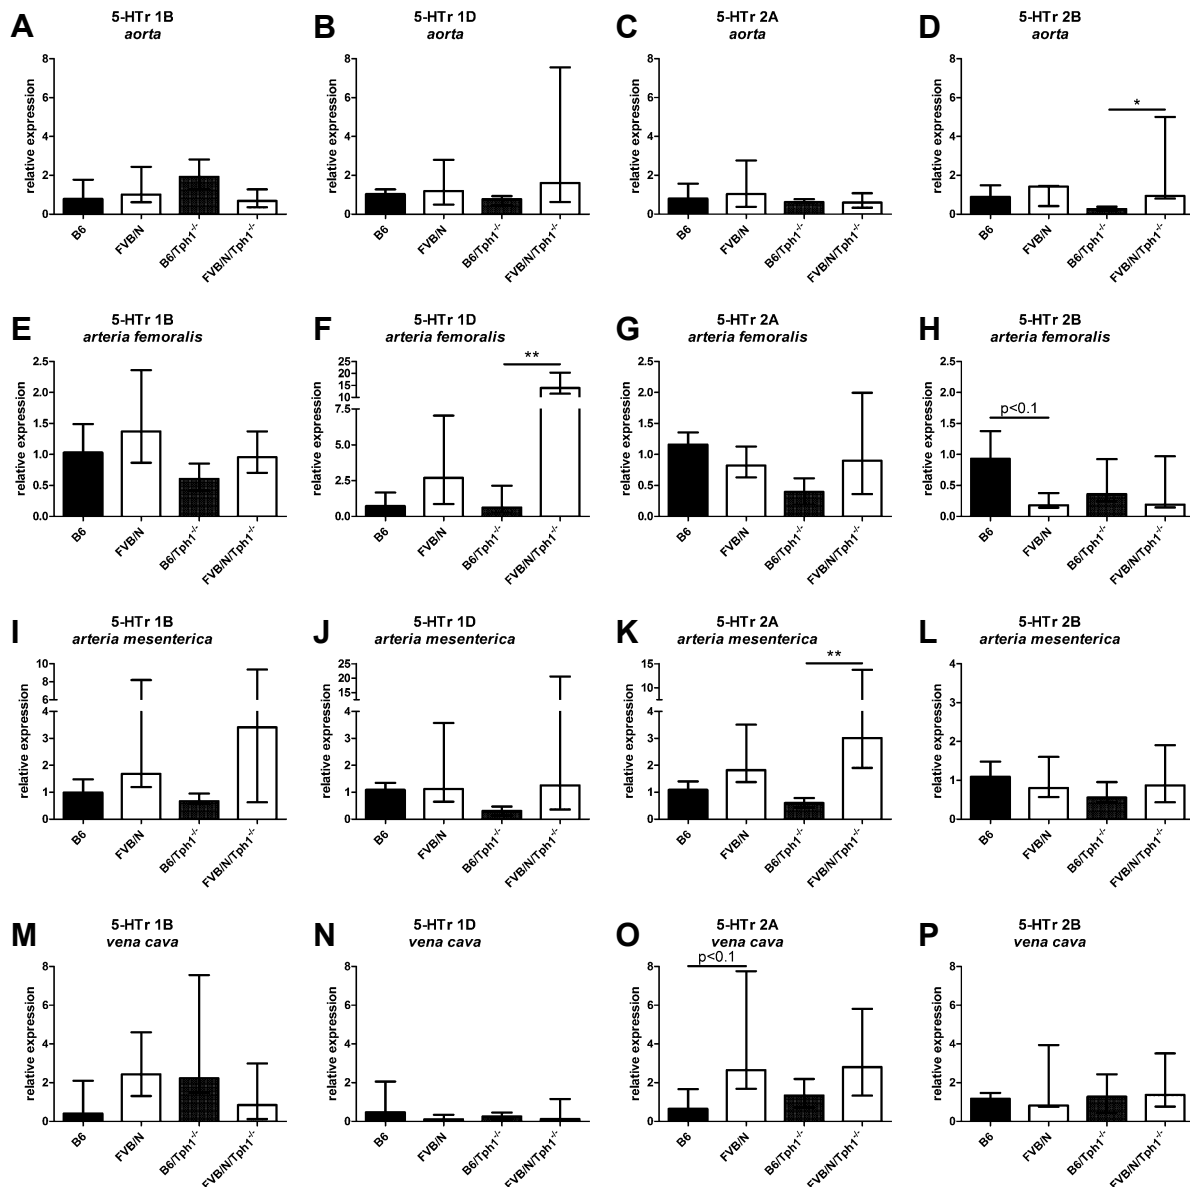 A
5-HTr 1B
aorta
relative expression
8
6
4
2
0
B6
FVB/N
B6/Tph1-/-
FVB/N/Tph1-/-
B
5-HTr 1D
aorta
relative expression
8
6
4
2
0
B6
FVB/N
B6/Tph1-/-
FVB/N/Tph1-/-
C
5-HTr 2A
aorta
relative expression
8
6
4
2
0
B6
FVB/N
B6/Tph1-/-
FVB/N/Tph1-/-
D
5-HTr 2B
aorta
relative expression
8
6
4
2
0
*
B6
FVB/N
B6/Tph1-/-
FVB/N/Tph1-/-
E
5-HTr 1B
arteria femoralis
relative expression
2.5
2.0
1.5
1.0
0.5
0.0
B6
FVB/N
B6/Tph1-/-
FVB/N/Tph1-/-
F
5-HTr 1D
arteria femoralis
relative expression
25
20
15
10
7.5
5.0
2.5
0.0
**
B6
FVB/N
B6/Tph1-/-
FVB/N/Tph1-/-
G
5-HTr 2A
arteria femoralis
relative expression
2.5
2.0
1.5
1.0
0.5
0.0
B6
FVB/N
B6/Tph1-/-
FVB/N/Tph1-/-
H
5-HTr 2B
arteria femoralis
relative expression
2.5
2.0
1.5
1.0
0.5
0.0
p<0.1
B6
FVB/N
B6/Tph1-/-
FVB/N/Tph1-/-
I
5-HTr 1B
arteria mesenterica
relative expression
10
8
6
4
3
2
1
0
B6
FVB/N
B6/Tph1-/-
FVB/N/Tph1-/-
J
5-HTr 1D
arteria mesenterica
relative expression
25
20
15
4
3
2
1
0
B6
FVB/N
B6/Tph1-/-
FVB/N/Tph1-/-
K
5-HTr 2A
arteria mesenterica
relative expression
15
10
4
3
2
1
0
**
B6
FVB/N
B6/Tph1-/-
FVB/N/Tph1-/-
L
5-HTr 2B
arteria mesenterica
relative expression
4
3
2
1
0
B6
FVB/N
B6/Tph1-/-
FVB/N/Tph1-/-
M
5-HTr 1B
vena cava
relative expression
8
6
4
2
0
B6
FVB/N
B6/Tph1-/-
FVB/N/Tph1-/-
N
5-HTr 1D
vena cava
relative expression
8
6
4
2
0
B6
FVB/N
B6/Tph1-/-
FVB/N/Tph1-/-
O
5-HTr 2A
vena cava
relative expression
8
6
4
2
0
p<0.1
B6
FVB/N
B6/Tph1-/-
FVB/N/Tph1-/-
P
5-HTr 2B
vena cava
relative expression
8
6
4
2
0
B6
FVB/N
B6/Tph1-/-
FVB/N/Tph1-/-